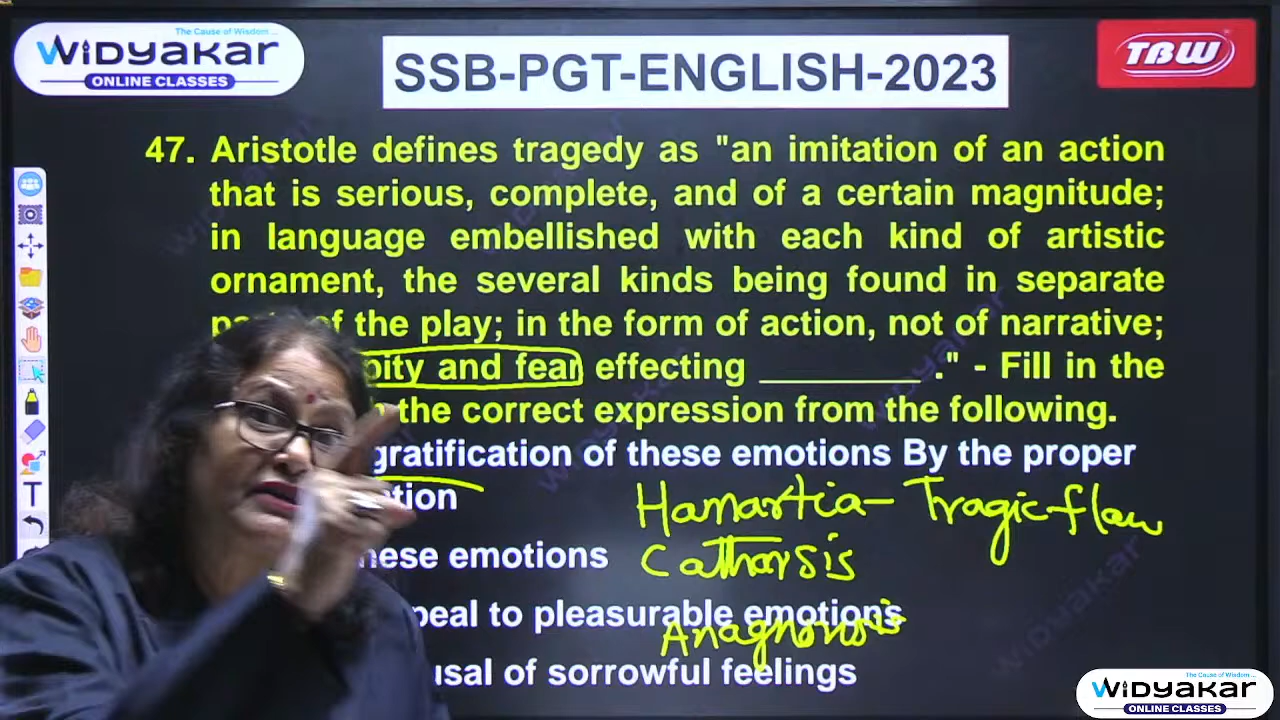 The Cause of Wisdom ...
WiDYAKAR
ONLINE CLASSES
SSB-PGT-ENGLISH-2023
TBW
47. Aristotle defines tragedy as "an imitation of an action
that is serious, complete, and of a certain magnitude;
in language embellished with each kind of artistic
ornament, the several kinds being found in separate
of the play; in the form of action, not of narrative;
pity and fear effecting ________ ." - Fill in the
the correct expression from the following.
gratification of these emotions By the proper
these emotions
to pleasurable emotions
of sorrowful feelings
Hamartia - Tragic-flaw
Catharsis
T
The Cause of Wisdom ...
WiDYAKAR
ONLINE CLASSES